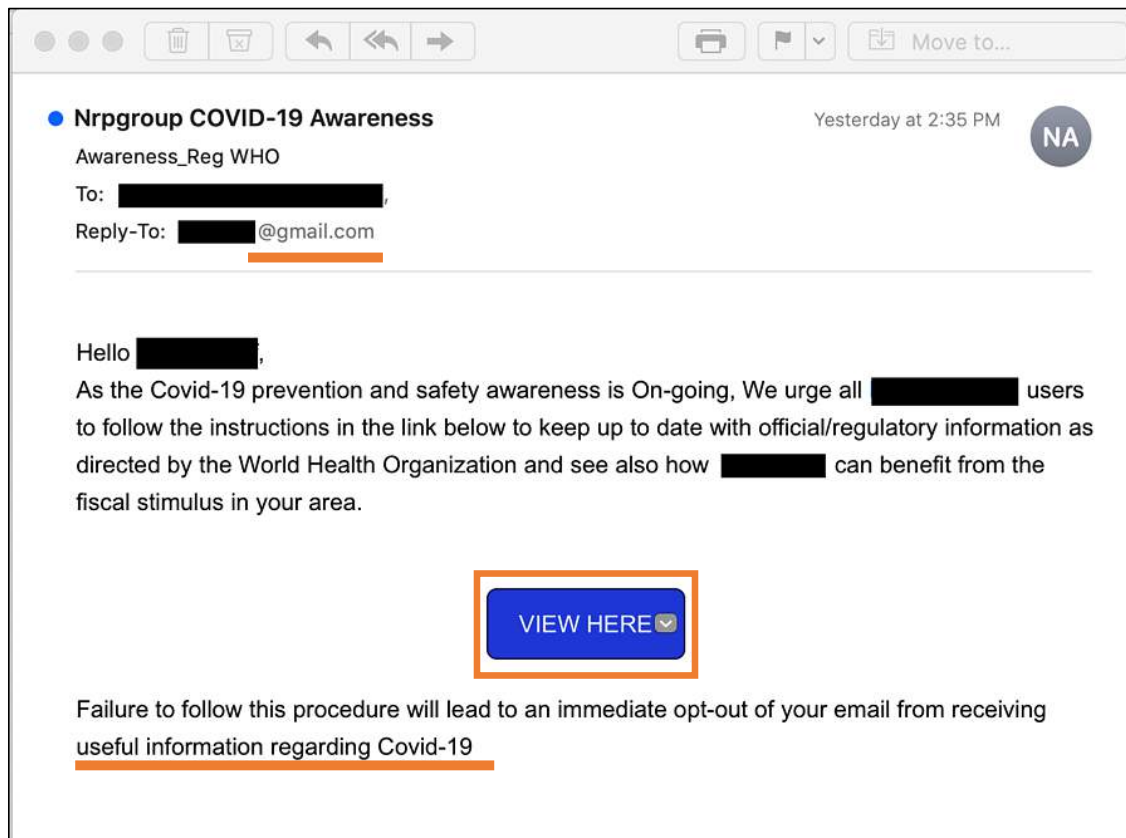 Move to...
Nrpgroup COVID-19 Awareness
Yesterday at 2:35 PM
NA
Awareness_Reg WHO
To: ,
Reply-To: @gmail.com
Hello ,
As the Covid-19 prevention and safety awareness is On-going, We urge all users
to follow the instructions in the link below to keep up to date with official/regulatory information as
directed by the World Health Organization and see also how can benefit from the
fiscal stimulus in your area.
VIEW HERE
Failure to follow this procedure will lead to an immediate opt-out of your email from receiving
useful information regarding Covid-19